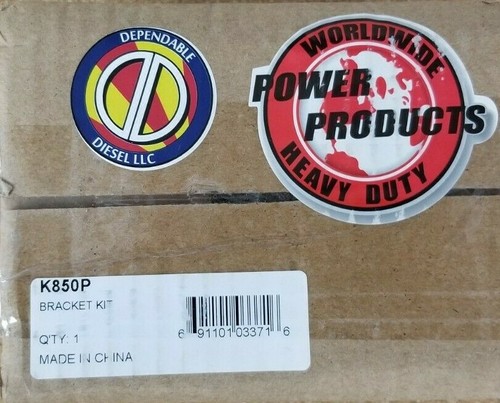 DEPENDABLE
DIESEL LLC
WORLDWIDE
POWER
PRODUCTS
HEAVY DUTY
K850P
BRACKET KIT
Q'TY: 1
MADE IN CHINA
6 91101 03371 6